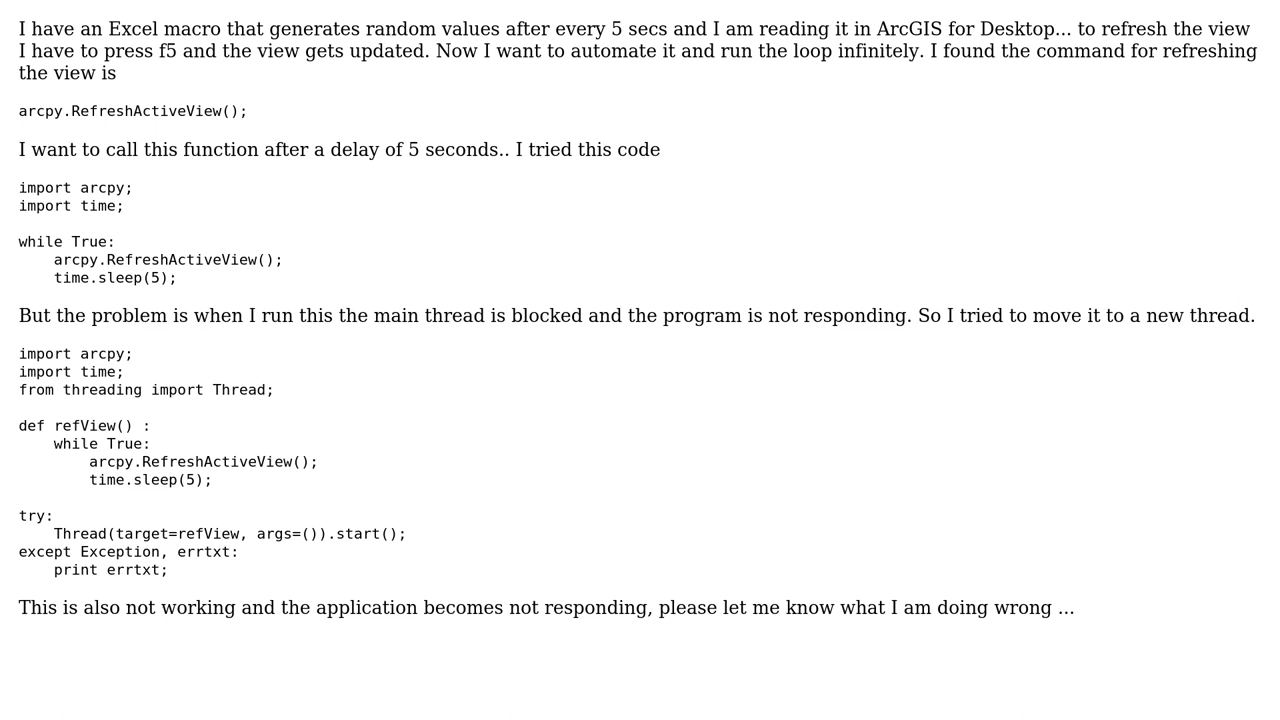 I have an Excel macro that generates random values after every 5 secs and I am reading it in ArcGIS for Desktop... to refresh the view
I have to press f5 and the view gets updated. Now I want to automate it and run the loop infinitely. I found the command for refreshing
the view is
arcpy.RefreshActiveView();
I want to call this function after a delay of 5 seconds.. I tried this code
import arcpy;
import time;
while True:
    arcpy.RefreshActiveView();
    time.sleep(5);
But the problem is when I run this the main thread is blocked and the program is not responding. So I tried to move it to a new thread.
import arcpy;
import time;
from threading import Thread;
def refView() :
    while True:
        arcpy.RefreshActiveView();
        time.sleep(5);
try:
    Thread(target=refView, args=()).start();
except Exception, errtxt:
    print errtxt;
This is also not working and the application becomes not responding, please let me know what I am doing wrong ...